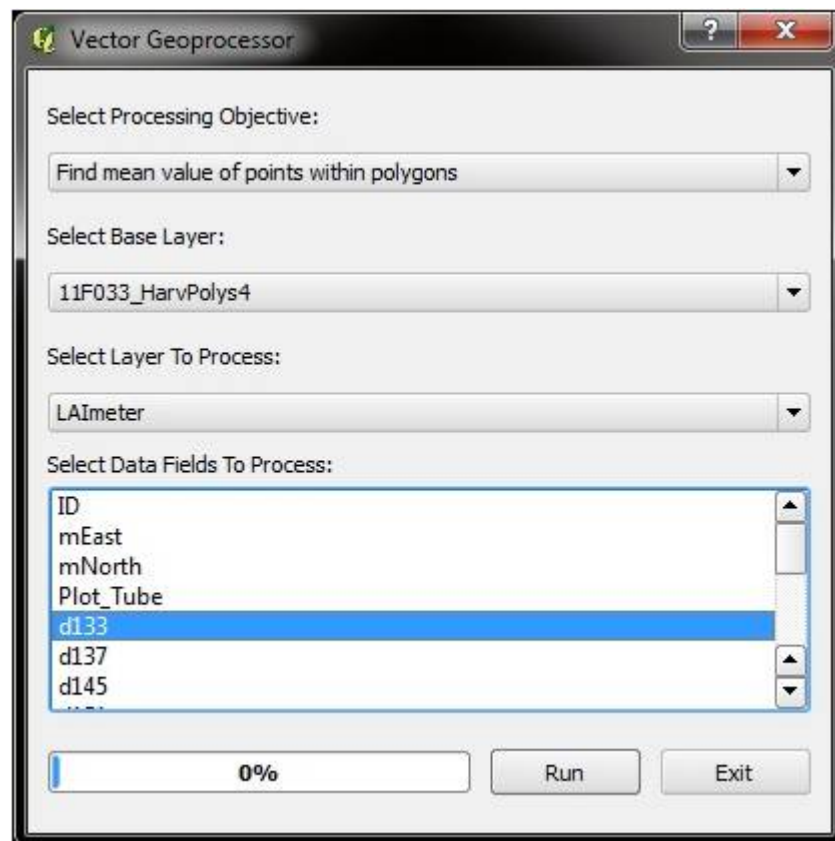 Vector Geoprocessor
?
x
Select Processing Objective:
Find mean value of points within polygons
Select Base Layer:
11F033_HarvPolys4
Select Layer To Process:
LAImeter
Select Data Fields To Process:
ID
mEast
mNorth
Plot_Tube
d133
d137
d145
0%
Run
Exit